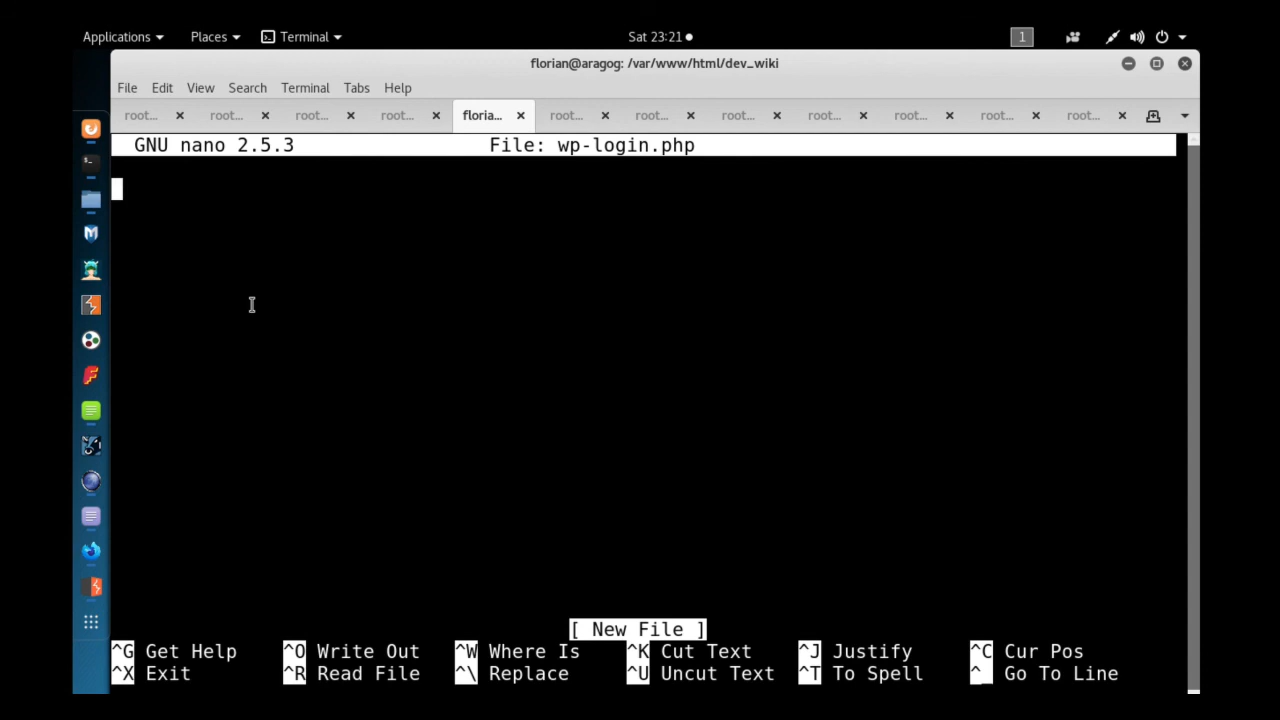 Applications Places Terminal Sat 23:21 1
florian@aragog: /var/www/html/dev_wiki
File Edit View Search Terminal Tabs Help
root... root... root... root... floria... root... root... root... root... root... root... root...
GNU nano 2.5.3 File: wp-login.php
[ New File ]
^G Get Help ^O Write Out ^W Where Is ^K Cut Text ^J Justify ^C Cur Pos
^X Exit ^R Read File ^\ Replace ^U Uncut Text ^T To Spell ^_ Go To Line